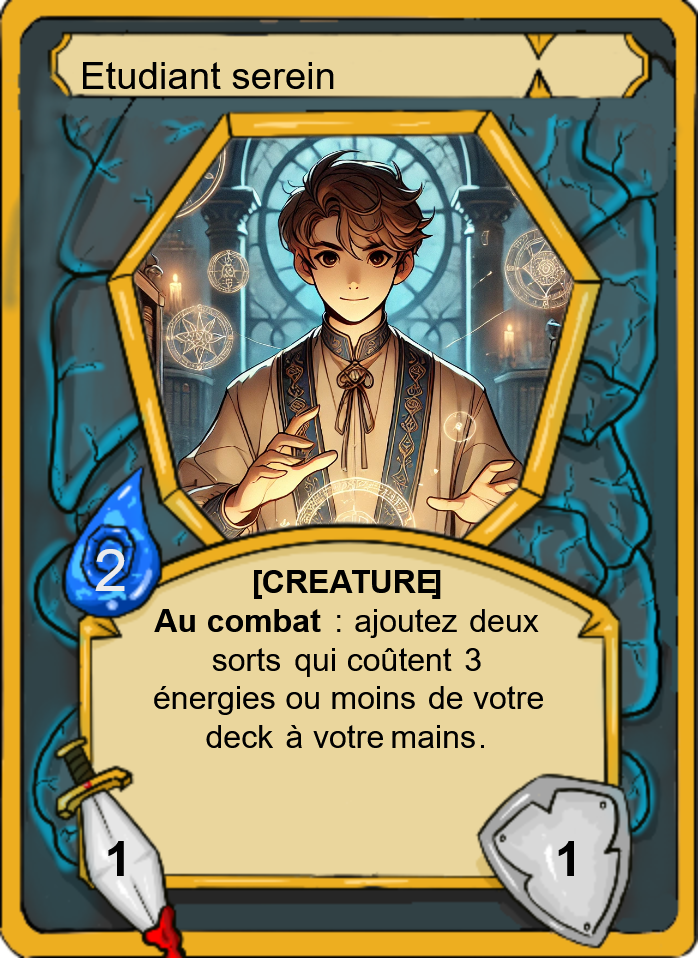 Etudiant serein
2
[CREATURE]
Au combat : ajoutez deux
sorts qui coûtent 3
énergies ou moins de votre
deck à votre mains.
1
1